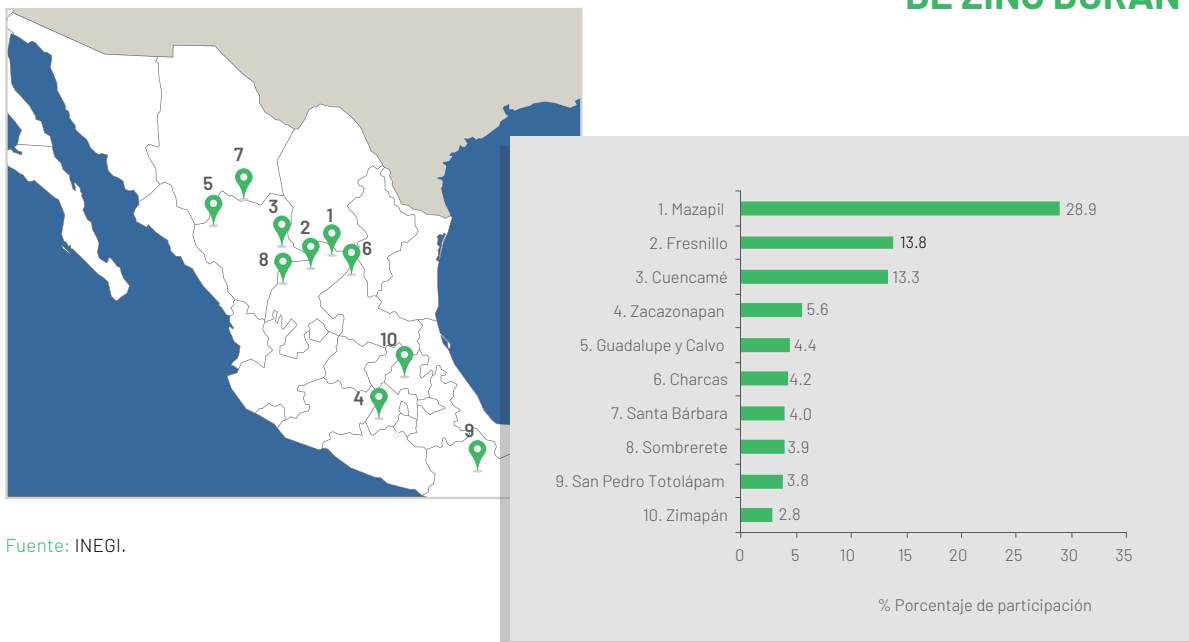 DE ZINC DURAN
7
5
3
1
2
6
8
10
4
9
Fuente: INEGI.
1. Mazapil 28.9
2. Fresnillo 13.8
3. Cuencamé 13.3
4. Zacazonapan 5.6
5. Guadalupe y Calvo 4.4
6. Charcas 4.2
7. Santa Bárbara 4.0
8. Sombrerete 3.9
9. San Pedro Totolápam 3.8
10. Zimapán 2.8
0 5 10 15 20 25 30 35
% Porcentaje de participación